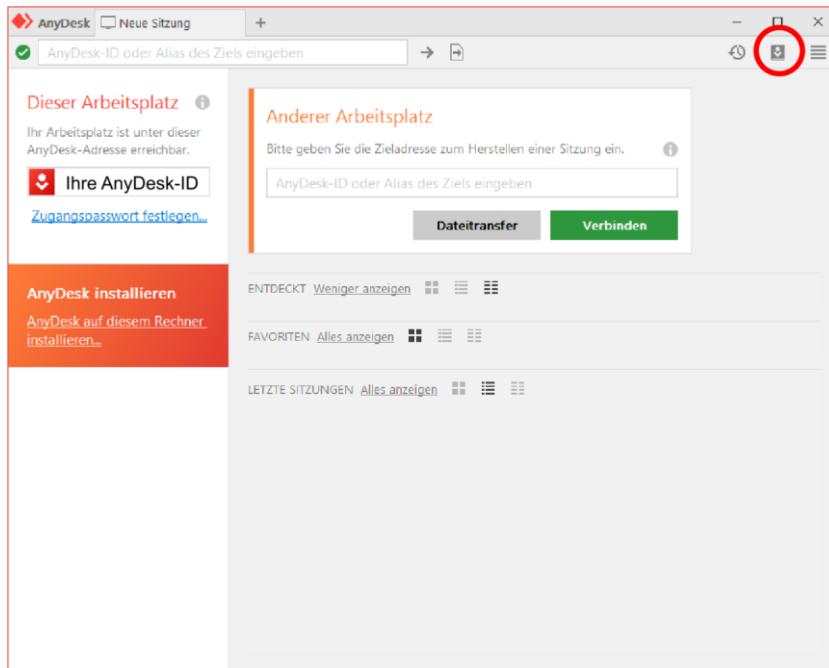 AnyDesk Neue Sitzung
AnyDesk-ID oder Alias des Ziels eingeben
Dieser Arbeitsplatz
Ihr Arbeitsplatz ist unter dieser
AnyDesk-Adresse erreichbar.
Ihre AnyDesk-ID
Zugangspasswort festlegen...
AnyDesk installieren
AnyDesk auf diesem Rechner
installieren...
Anderer Arbeitsplatz
Bitte geben Sie die Zieladresse zum Herstellen einer Sitzung ein.
AnyDesk-ID oder Alias des Ziels eingeben
Dateitransfer Verbinden
ENTDECKT Weniger anzeigen
FAVORITEN Alles anzeigen
LETZTE SITZUNGEN Alles anzeigen